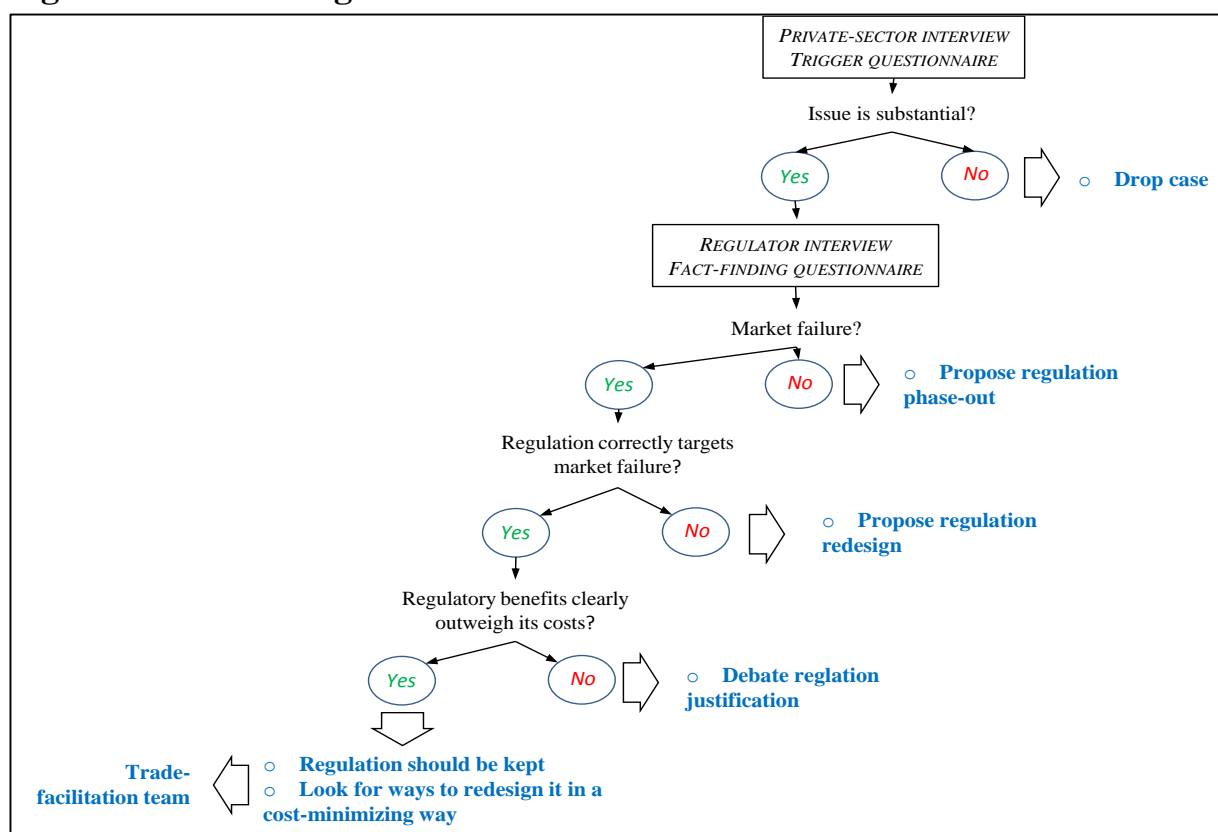 PRIVATE-SECTOR INTERVIEW
TRIGGER QUESTIONNAIRE
Issue is substantial?
Yes
No
o Drop case
REGULATOR INTERVIEW
FACT-FINDING QUESTIONNAIRE
Market failure?
Yes
No
o Propose regulation
phase-out
Regulation correctly targets
market failure?
Yes
No
o Propose regulation
redesign
Regulatory benefits clearly
outweigh its costs?
Yes
No
o Debate reglation
justification
Trade-
facilitation team
o Regulation should be kept
o Look for ways to redesign it in a
cost-minimizing way